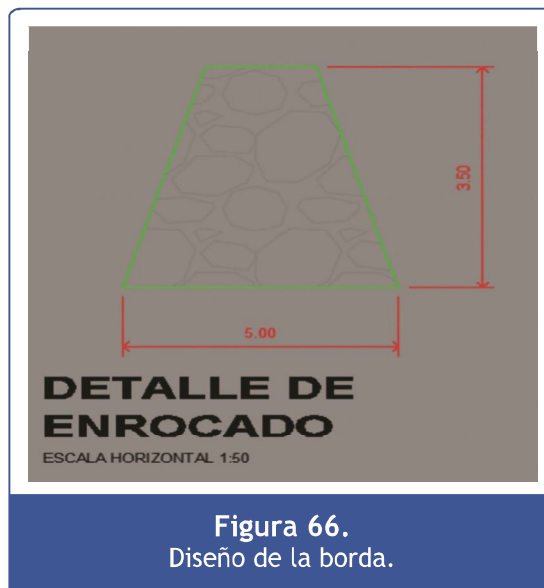 3.50
5.00
DETALLE DE
ENROCADO
ESCALA HORIZONTAL 1:50
Figura 66.
Diseño de la borda.